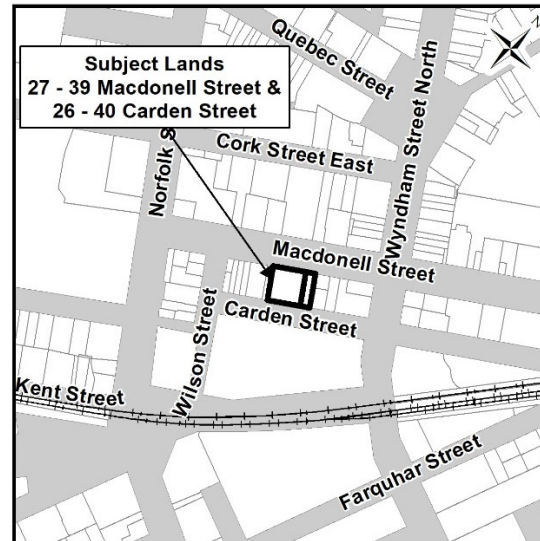 Quebec Street
Subject Lands
27 - 39 Macdonell Street &
26 - 40 Carden Street
Wyndham Street North
Norfolk S
Cork Street East
Macdonell Street
Carden Street
Wilson Street
Kent Street
Farquhar Street